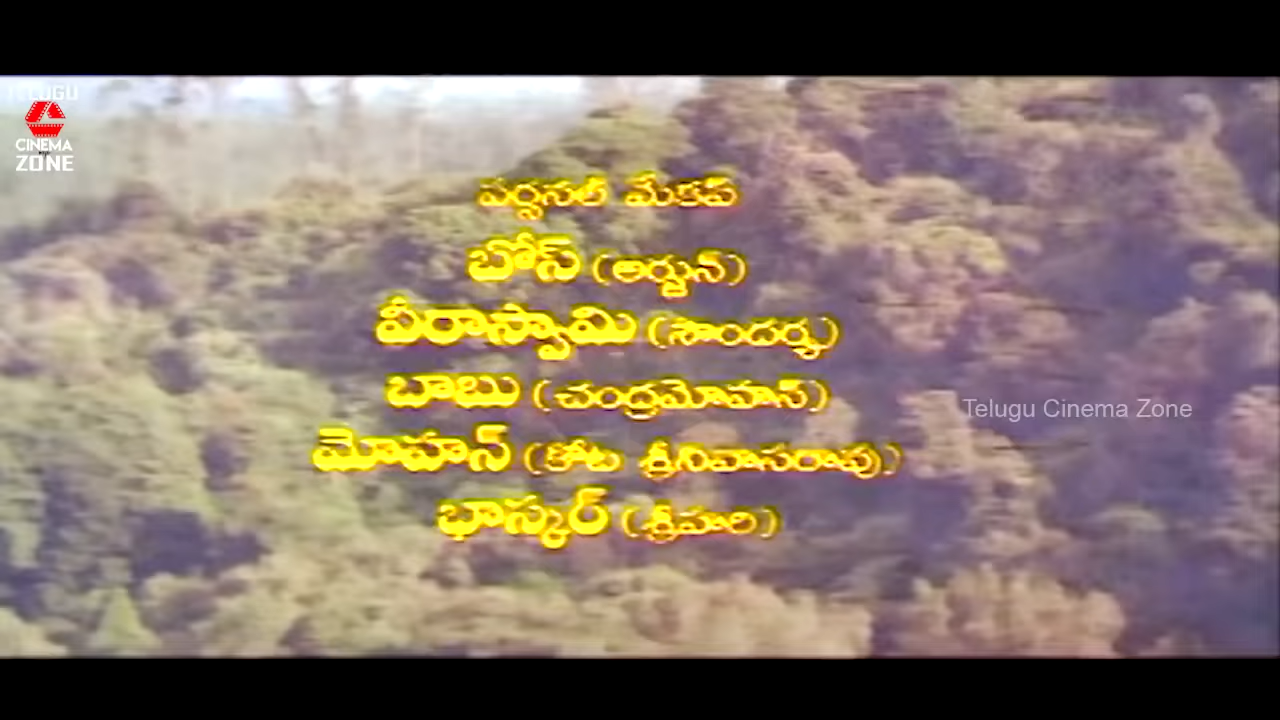 TELUGU
CINEMA
ZONE
పర్సనల్ మేకప్
బోస్ (అర్జున్)
వీరాస్వామి (సౌందర్య)
బాబు (చంద్రమోహన్)
Telugu Cinema Zone
మోహన్ (కోట శ్రీనివాసరావు)
భాస్కర్ (శ్రీహరి)